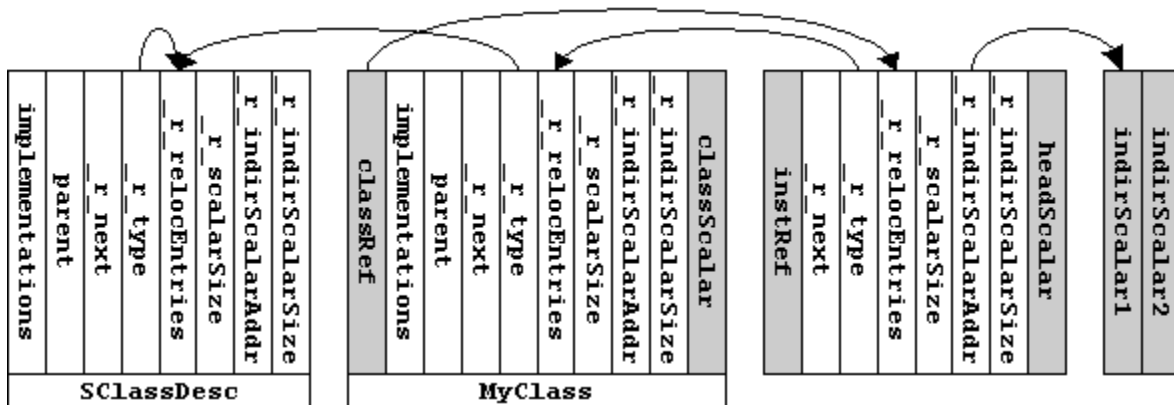 implementations
parent
_r_next
_r_type
_r_relocEntries
_r_scalarSize
_r_indirScalarAddr
_r_indirScalarSize
SClassDesc
classRef
implementations
parent
_r_next
_r_type
_r_relocEntries
_r_scalarSize
_r_indirScalarAddr
_r_indirScalarSize
classScalar
MyClass
instRef
_r_next
_r_type
_r_relocEntries
_r_scalarSize
_r_indirScalarAddr
_r_indirScalarSize
headScalar
indirScalar1
indirScalar2